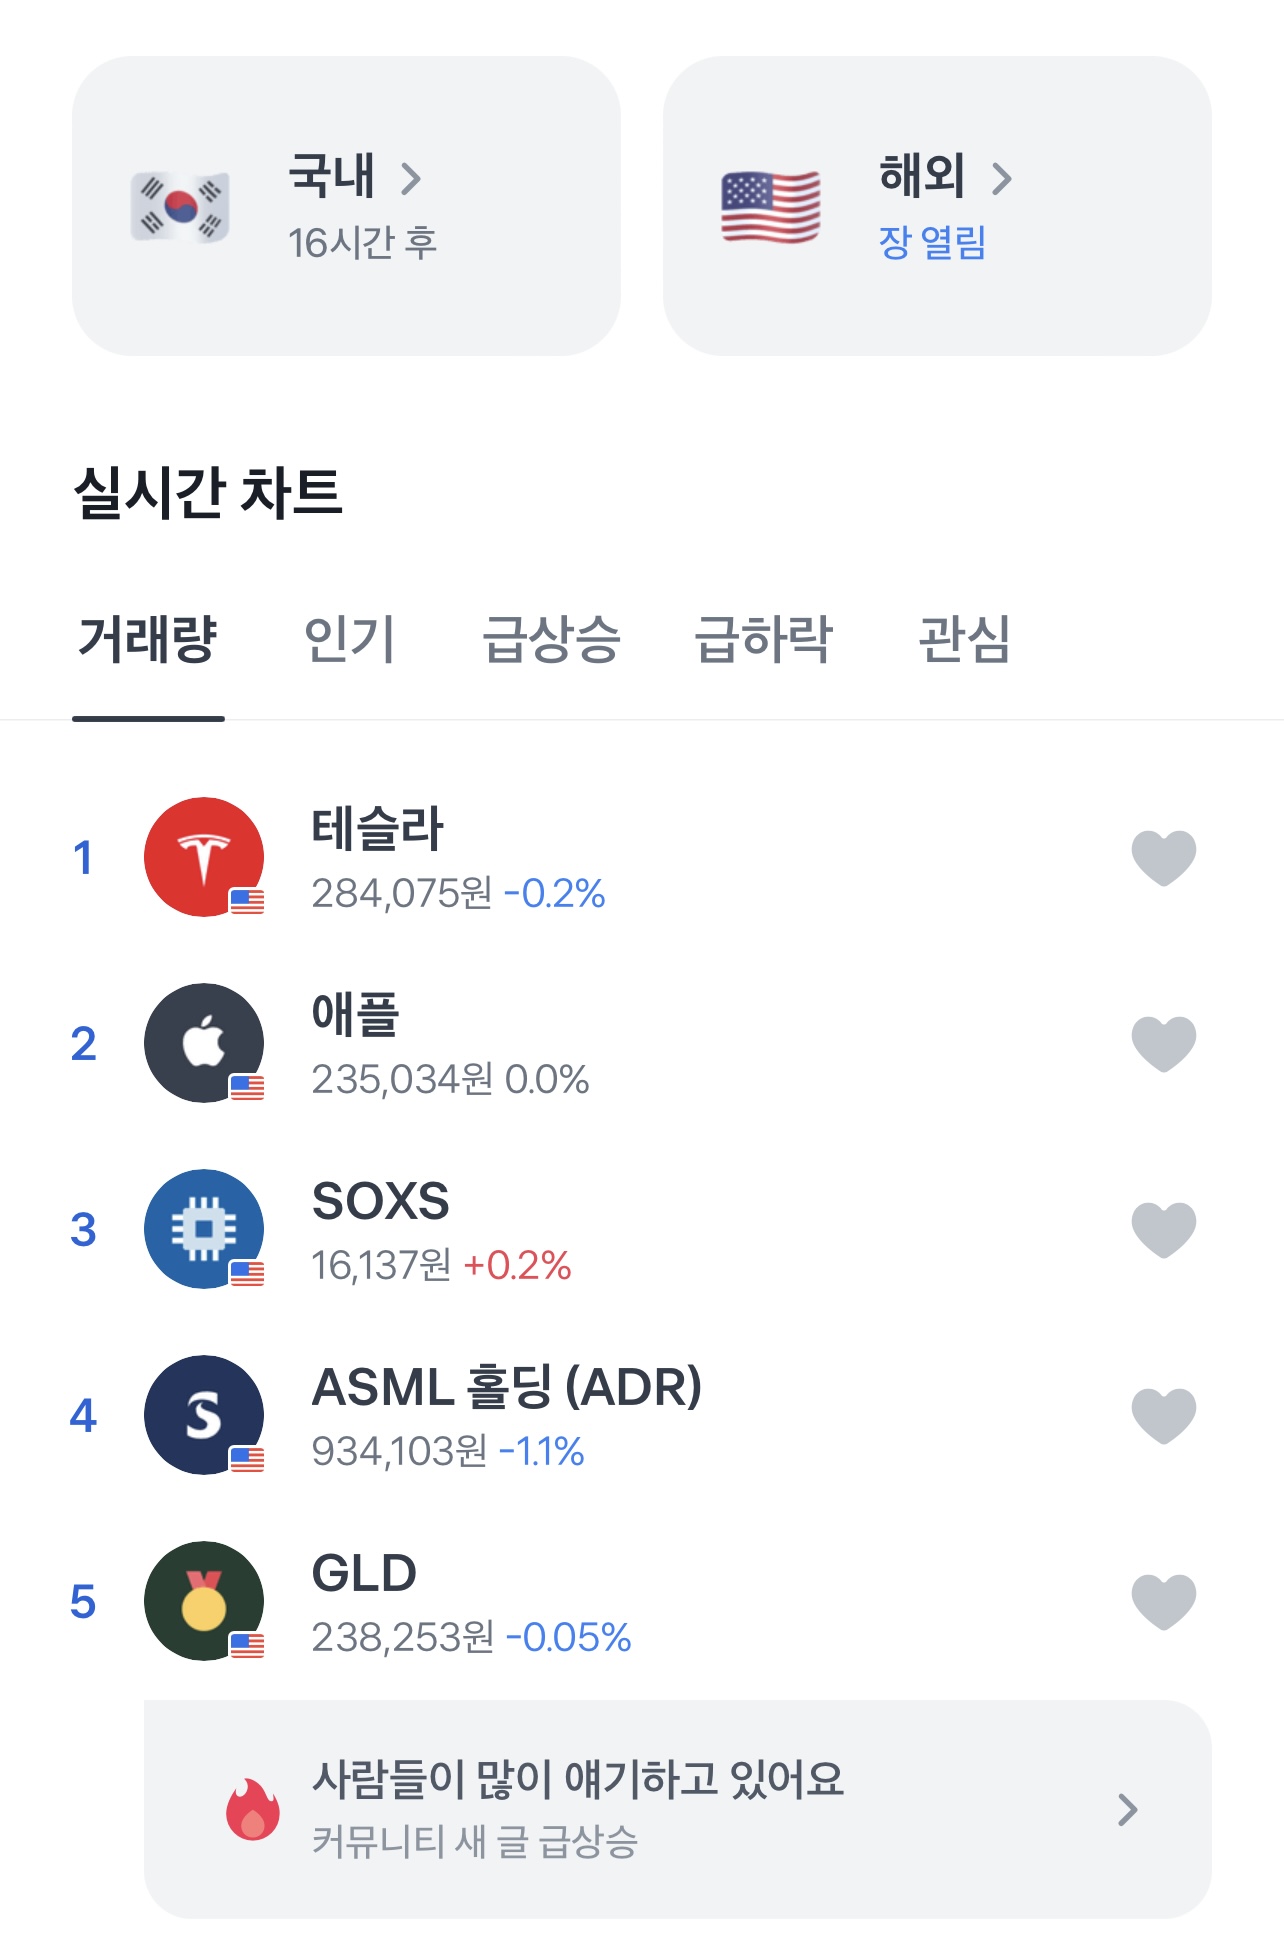 국내
16시간 후
해외
장 열림
실시간 차트
거래량 인기 급상승 급하락 관심
1
테슬라
284,075원 -0.2%
2
애플
235,034원 0.0%
3
SOXS
16,137원 +0.2%
4
ASML 홀딩 (ADR)
934,103원 -1.1%
5
GLD
238,253원 -0.05%
사람들이 많이 얘기하고 있어요
커뮤니티 새 글 급상승